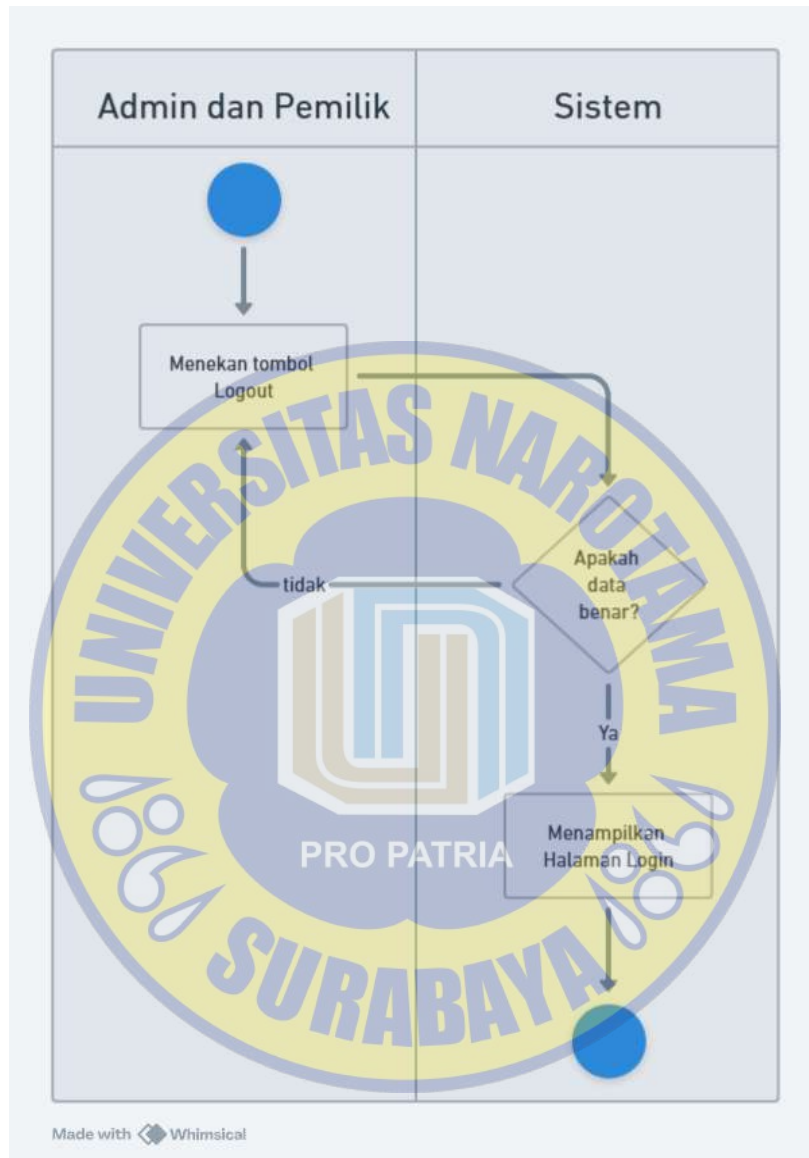 Admin dan Pemilik
Sistem
Menekan tombol
Logout
Apakah
data
benar?
tidak
Ya
Menampilkan
Halaman Login
UNIVERSITAS NAROTAMA
PRO PATRIA
SURABAYA
Made with Whimsical